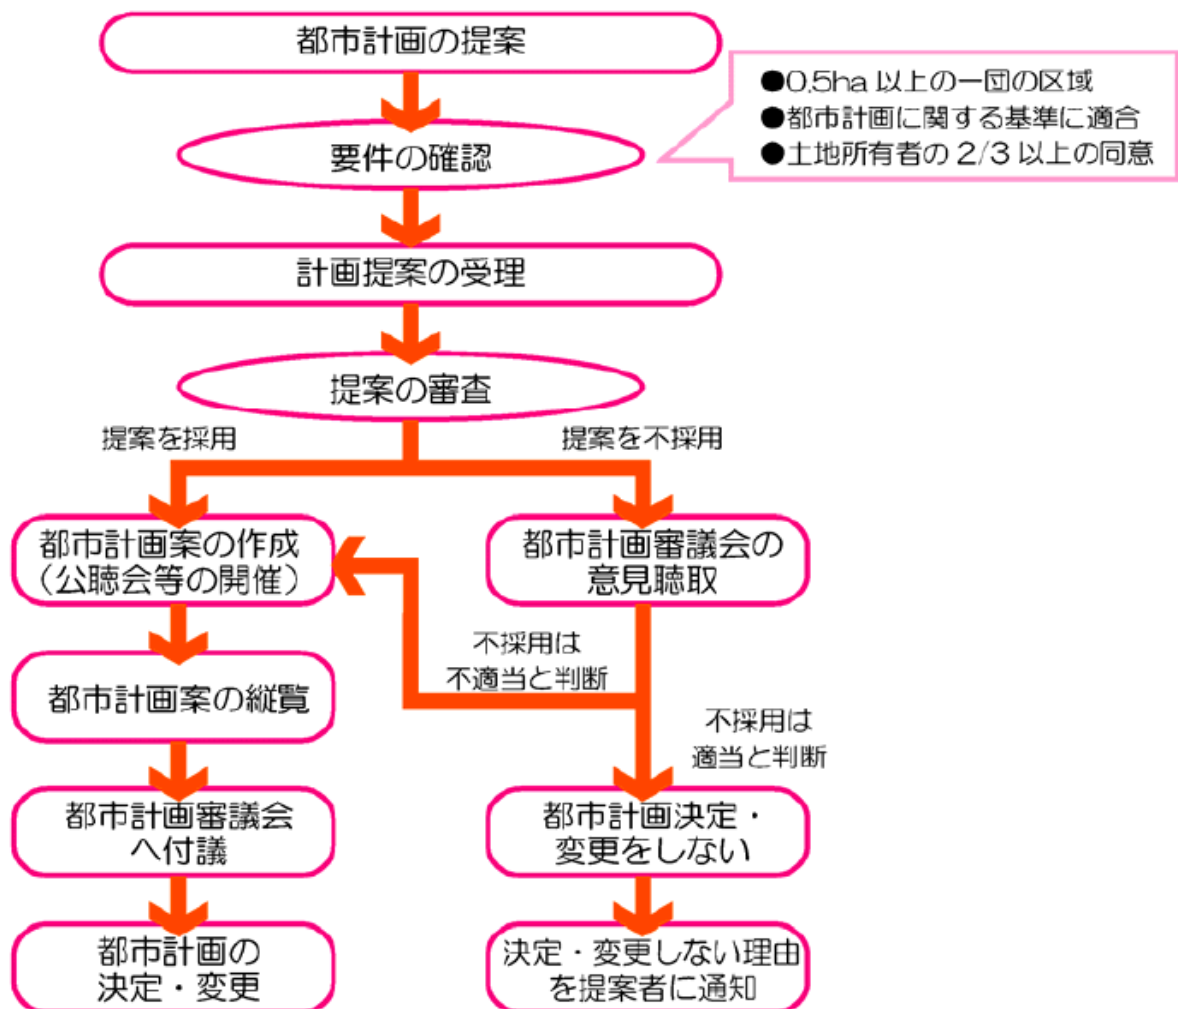 都市計画の提案
●0.5ha 以上の一団の区域
●都市計画に関する基準に適合
●土地所有者の 2/3 以上の同意
要件の確認
計画提案の受理
提案の審査
提案を採用
提案を不採用
都市計画案の作成
（公聴会等の開催）
都市計画審議会の
意見聴取
不採用は
不適当と判断
都市計画案の縦覧
不採用は
適当と判断
都市計画審議会
へ付議
都市計画決定・
変更をしない
都市計画の
決定・変更
決定・変更しない理由
を提案者に通知